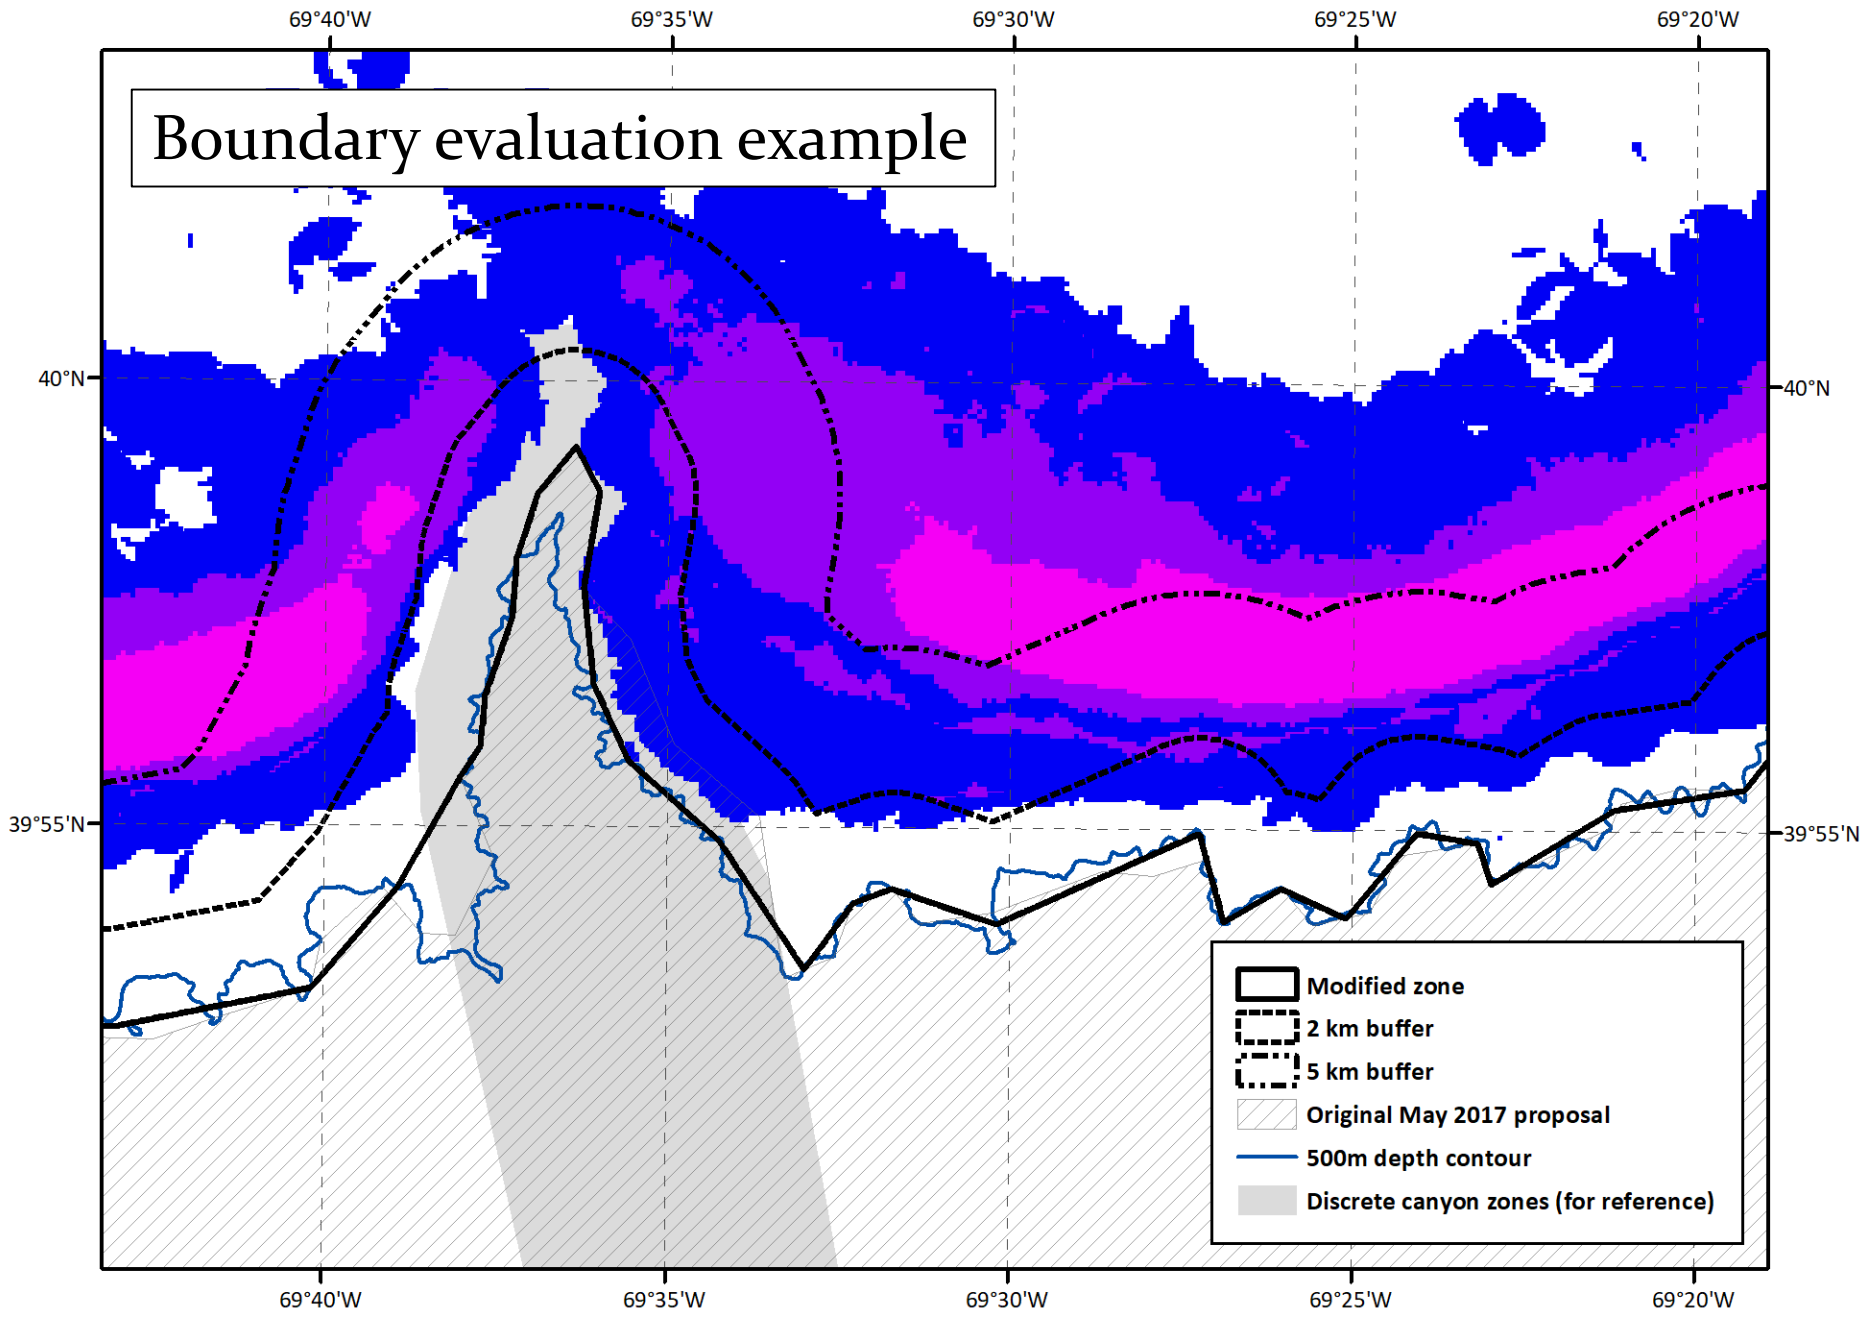 69°40'W 69°35'W 69°30'W 69°25'W 69°20'W
Boundary evaluation example
40°N 40°N
39°55'N 39°55'N
Modified zone
2 km buffer
5 km buffer
Original May 2017 proposal
500m depth contour
Discrete canyon zones (for reference)
69°40'W 69°35'W 69°30'W 69°25'W 69°20'W